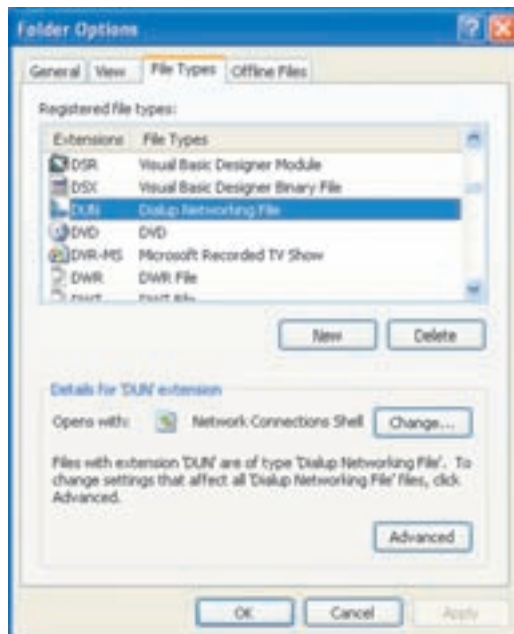 Folder Options
General View File Types Offline Files
Registered file types:
Extensions File Types
DSR Visual Basic Designer Module
DSX Visual Basic Designer Binary File
DUN Dialup Networking File
DVD DVD
DVR-MS Microsoft Recorded TV Show
DWR DWR File
New Delete
Details for 'DUN' extension
Opens with: Network Connections Shell Change...
Files with extension 'DUN' are of type 'Dialup Networking File'. To
change settings that affect all 'Dialup Networking File' files, click
Advanced.
Advanced
OK Cancel Apply